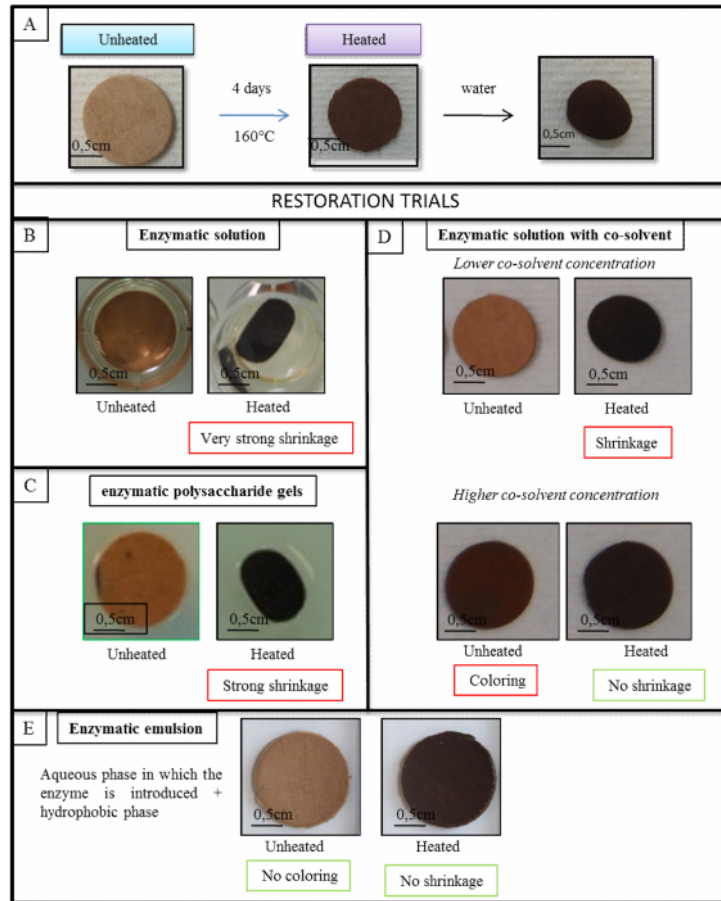 A
Unheated
Heated
4 days
160°C
water
0,5cm
0,5cm
0,5cm
RESTORATION TRIALS
B
Enzymatic solution
0,5cm
0,5cm
Unheated
Heated
Very strong shrinkage
C
enzymatic polysaccharide gels
0,5cm
0,5cm
Unheated
Heated
Strong shrinkage
D
Enzymatic solution with co-solvent
Lower co-solvent concentration
0,5cm
0,5cm
Unheated
Heated
Shrinkage
Higher co-solvent concentration
0,5cm
0,5cm
Unheated
Heated
Coloring
No shrinkage
E
Enzymatic emulsion
Aqueous phase in which the
enzyme is introduced +
hydrophobic phase
0,5cm
0,5cm
Unheated
Heated
No coloring
No shrinkage